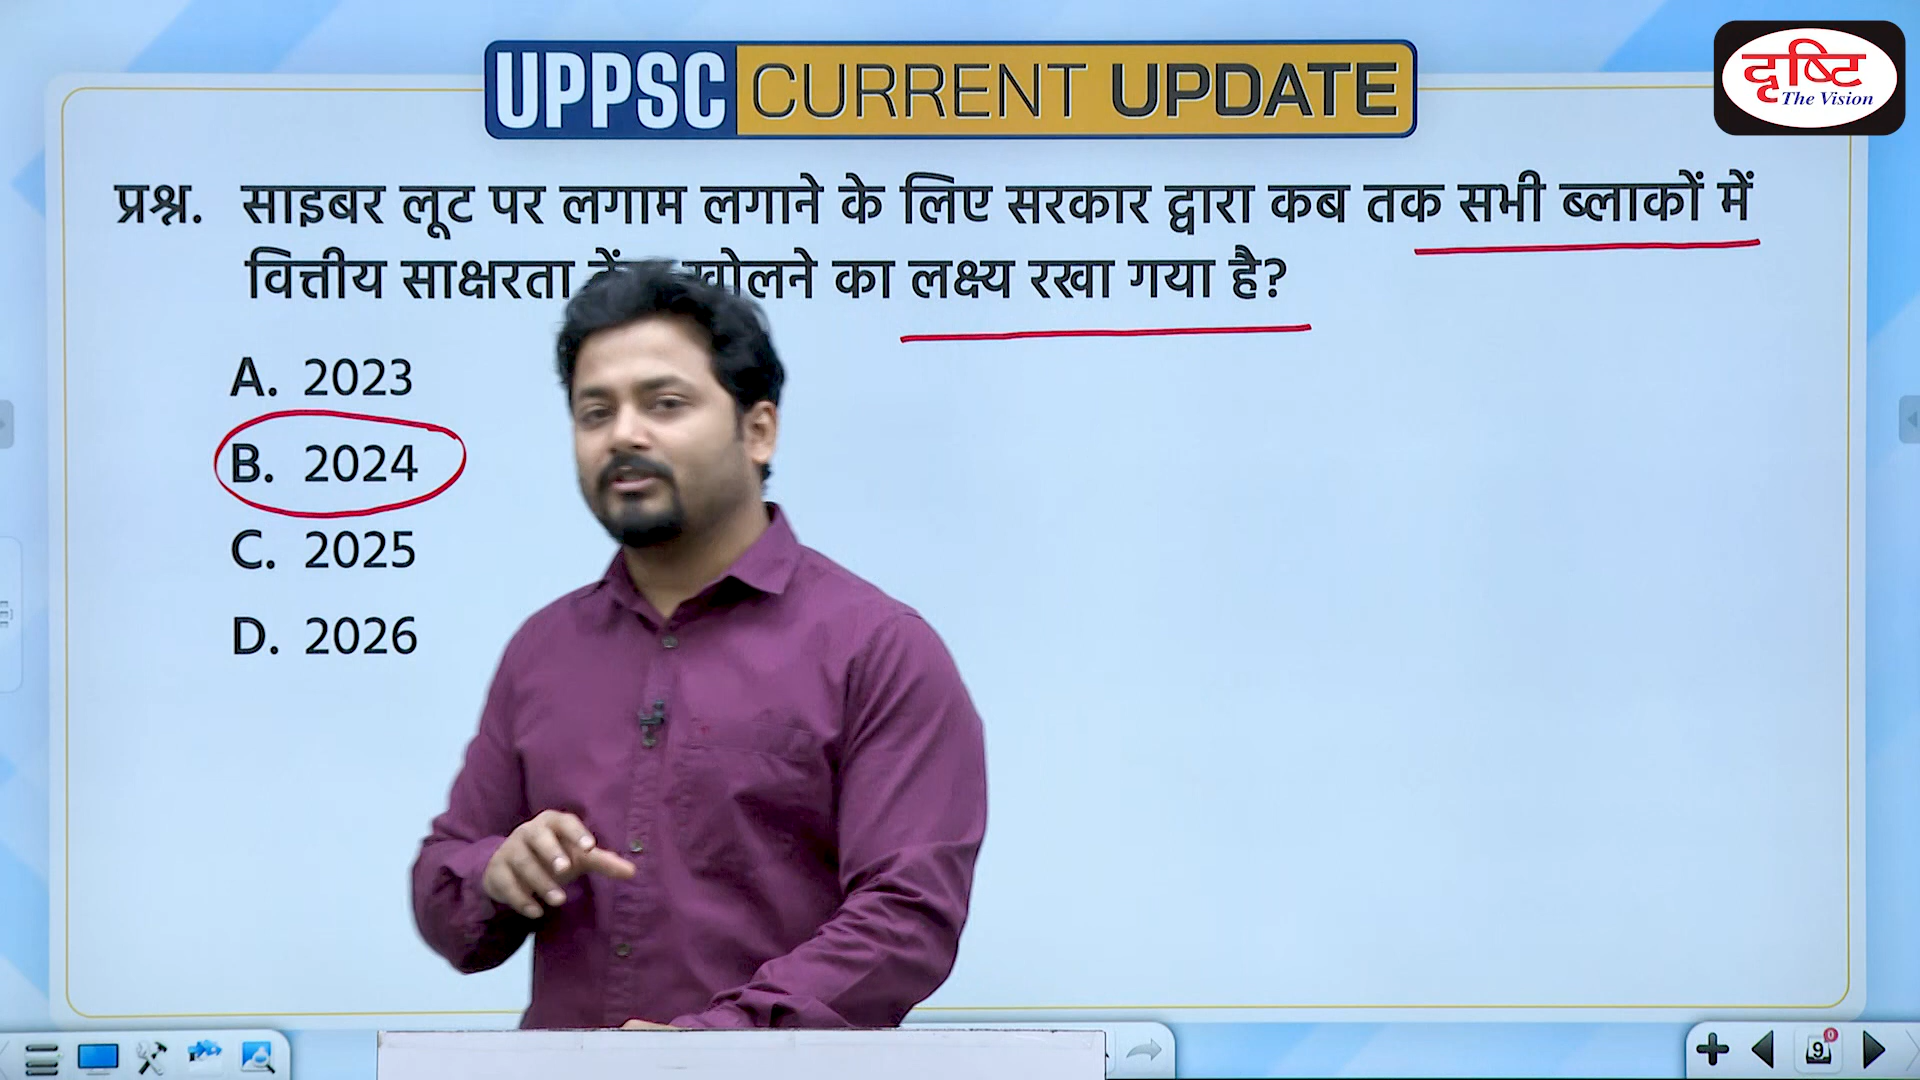 UPPSC CURRENT UPDATE
दृष्टि
The Vision
प्रश्न. साइबर लूट पर लगाम लगाने के लिए सरकार द्वारा कब तक सभी ब्लाकों में
वित्तीय साक्षरता खोलने का लक्ष्य रखा गया है?
A. 2023
B. 2024
C. 2025
D. 2026
9
0